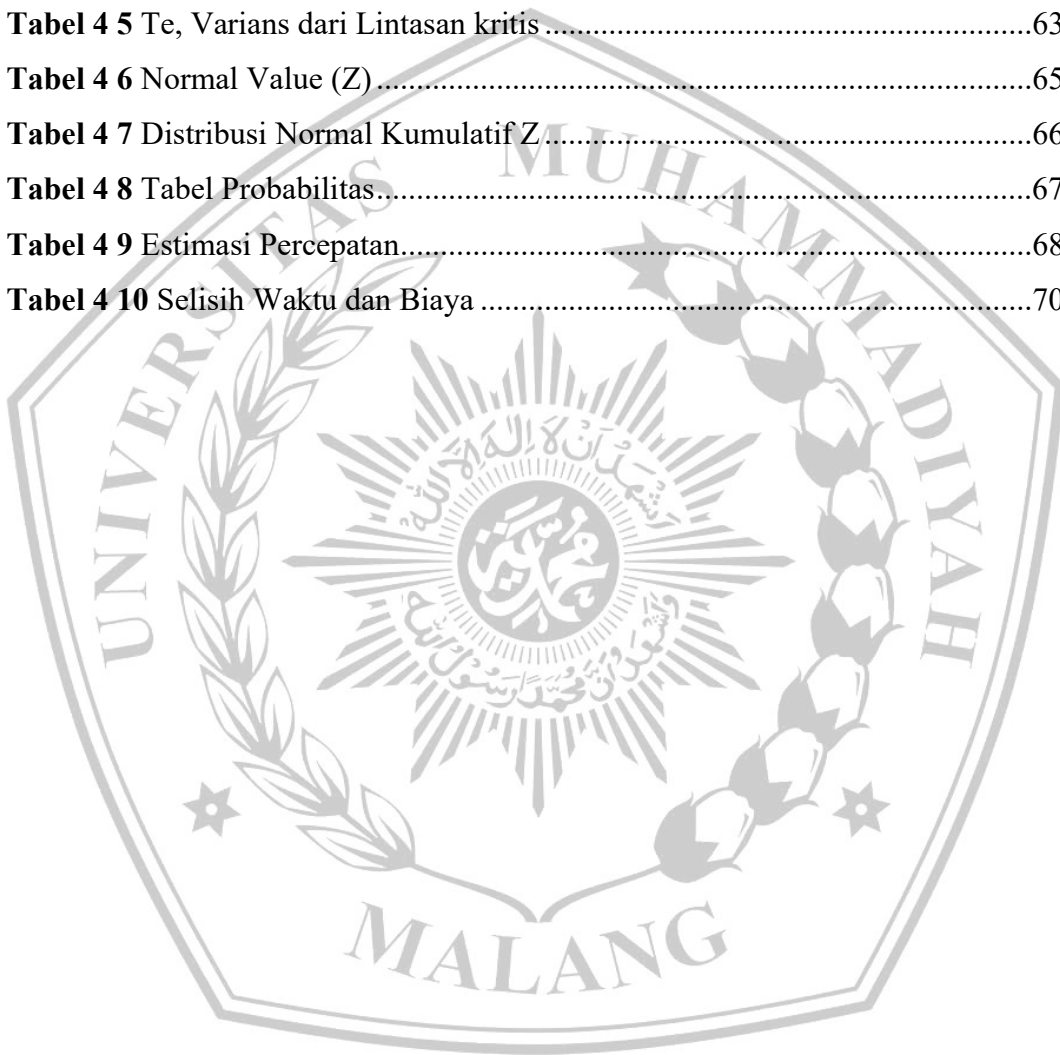 Tabel 4 5 Te, Varians dari Lintasan kritis ..........63
Tabel 4 6 Normal Value (Z) ..........65
Tabel 4 7 Distribusi Normal Kumulatif Z ..........66
Tabel 4 8 Tabel Probabilitas ..........67
Tabel 4 9 Estimasi Percepatan ..........68
Tabel 4 10 Selisih Waktu dan Biaya ..........70
UNIVERSITAS MUHAMMADIYAH
MALANG